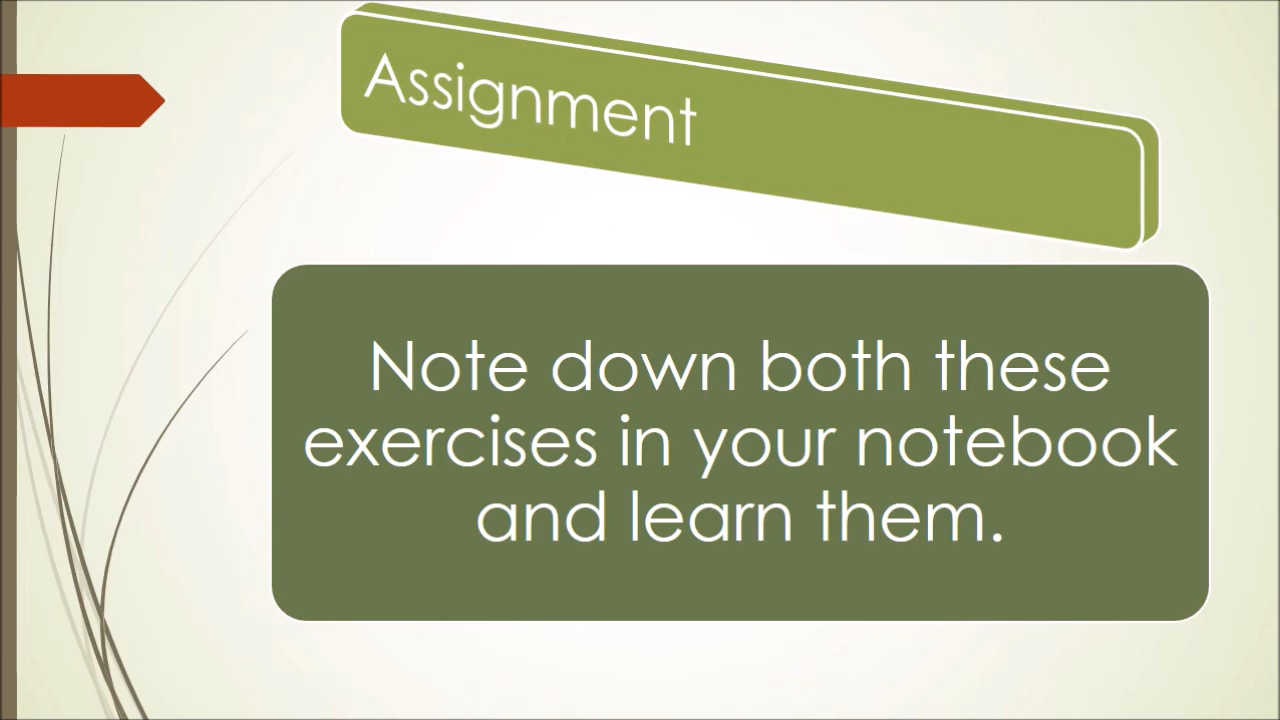 Assignment
Note down both these
exercises in your notebook
and learn them.